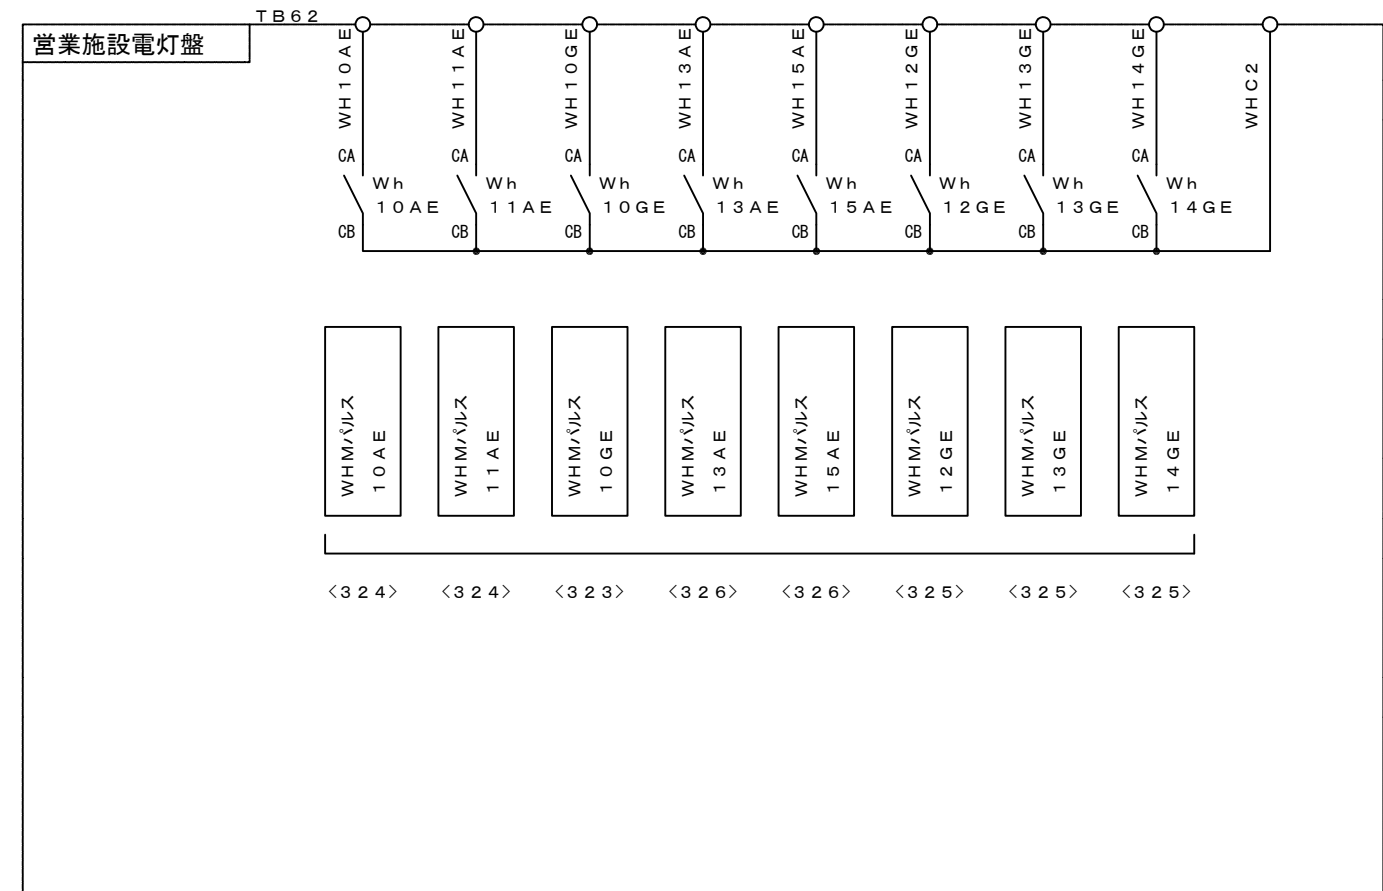 TB62
営業施設電灯盤
WH10AE
WH11AE
WH10GE
WH13AE
WH15AE
WH12GE
WH13GE
WH14GE
WHC2
CA CA CA CA CA CA CA CA
Wh Wh Wh Wh Wh Wh Wh Wh
10AE 11AE 10GE 13AE 15AE 12GE 13GE 14GE
CB CB CB CB CB CB CB CB
WHMパルス
10AE
WHMパルス
11AE
WHMパルス
10GE
WHMパルス
13AE
WHMパルス
15AE
WHMパルス
12GE
WHMパルス
13GE
WHMパルス
14GE
<324> <324> <323> <326> <326> <325> <325> <325>